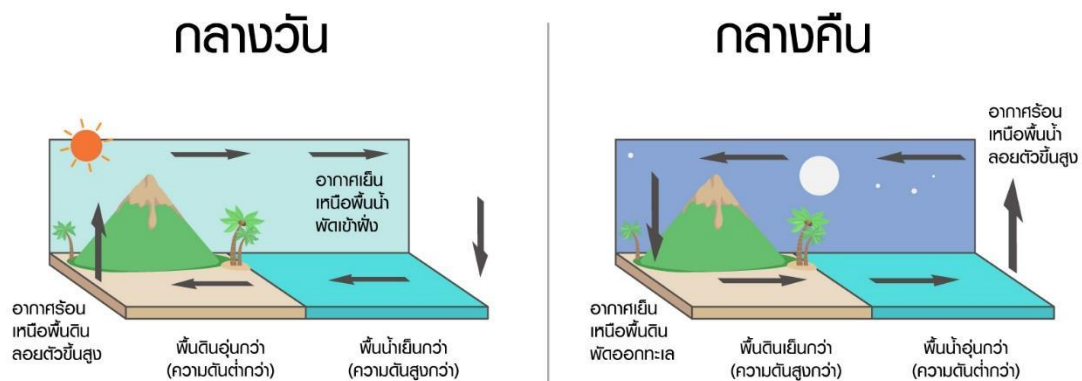 กลางวัน
อากาศเย็น
เหนือพื้นน้ำ
พัดเข้าฝั่ง
อากาศร้อน
เหนือพื้นดิน
ลอยตัวขึ้นสูง
พื้นดินอุ่นกว่า
(ความดันต่ำกว่า)
พื้นน้ำเย็นกว่า
(ความดันสูงกว่า)
กลางคืน
อากาศร้อน
เหนือพื้นน้ำ
ลอยตัวขึ้นสูง
อากาศเย็น
เหนือพื้นดิน
พัดออกทะเล
พื้นดินเย็นกว่า
(ความดันสูงกว่า)
พื้นน้ำอุ่นกว่า
(ความดันต่ำกว่า)